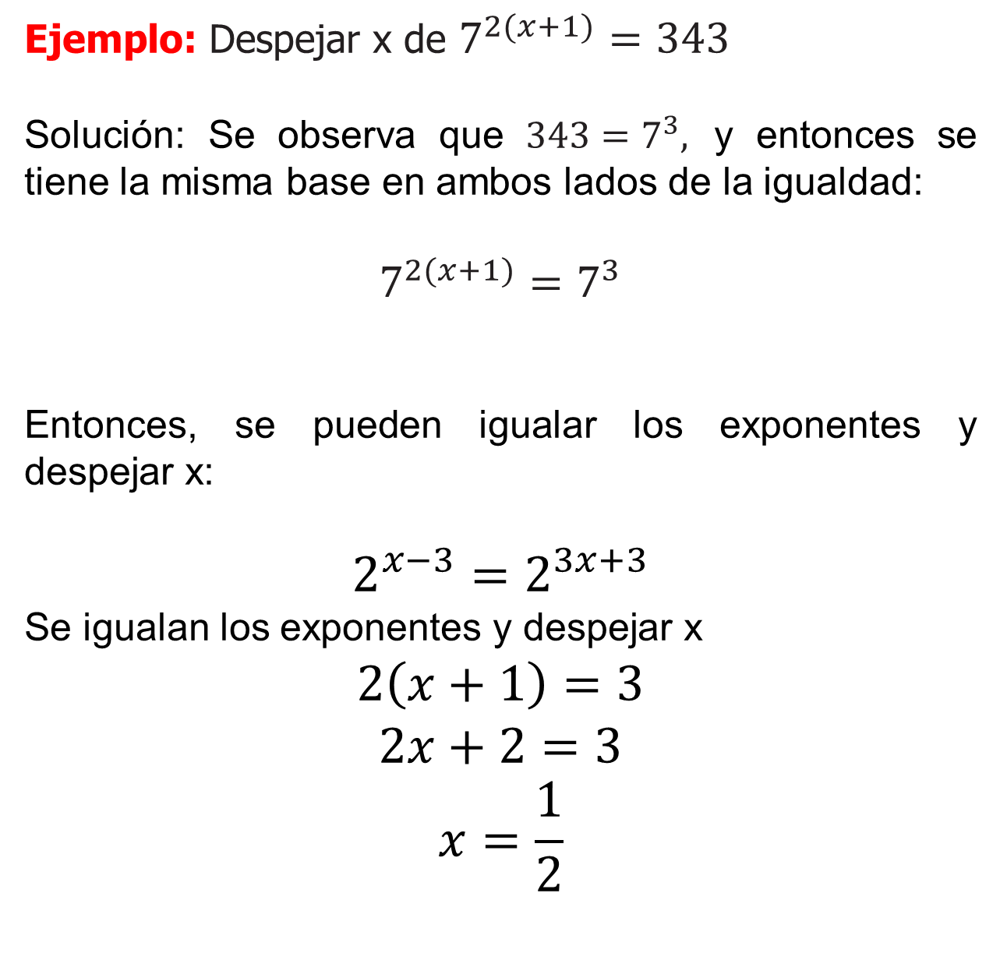 Ejemplo: Despejar x de 7^{2(x+1)} = 343
Solución: Se observa que 343 = 7^3, y entonces se
tiene la misma base en ambos lados de la igualdad:
7^{2(x+1)} = 7^3
Entonces, se pueden igualar los exponentes y
despejar x:
2^{x−3} = 2^{3x+3}
Se igualan los exponentes y despejar x
2(x + 1) = 3
2x + 2 = 3
x = \frac{1}{2}